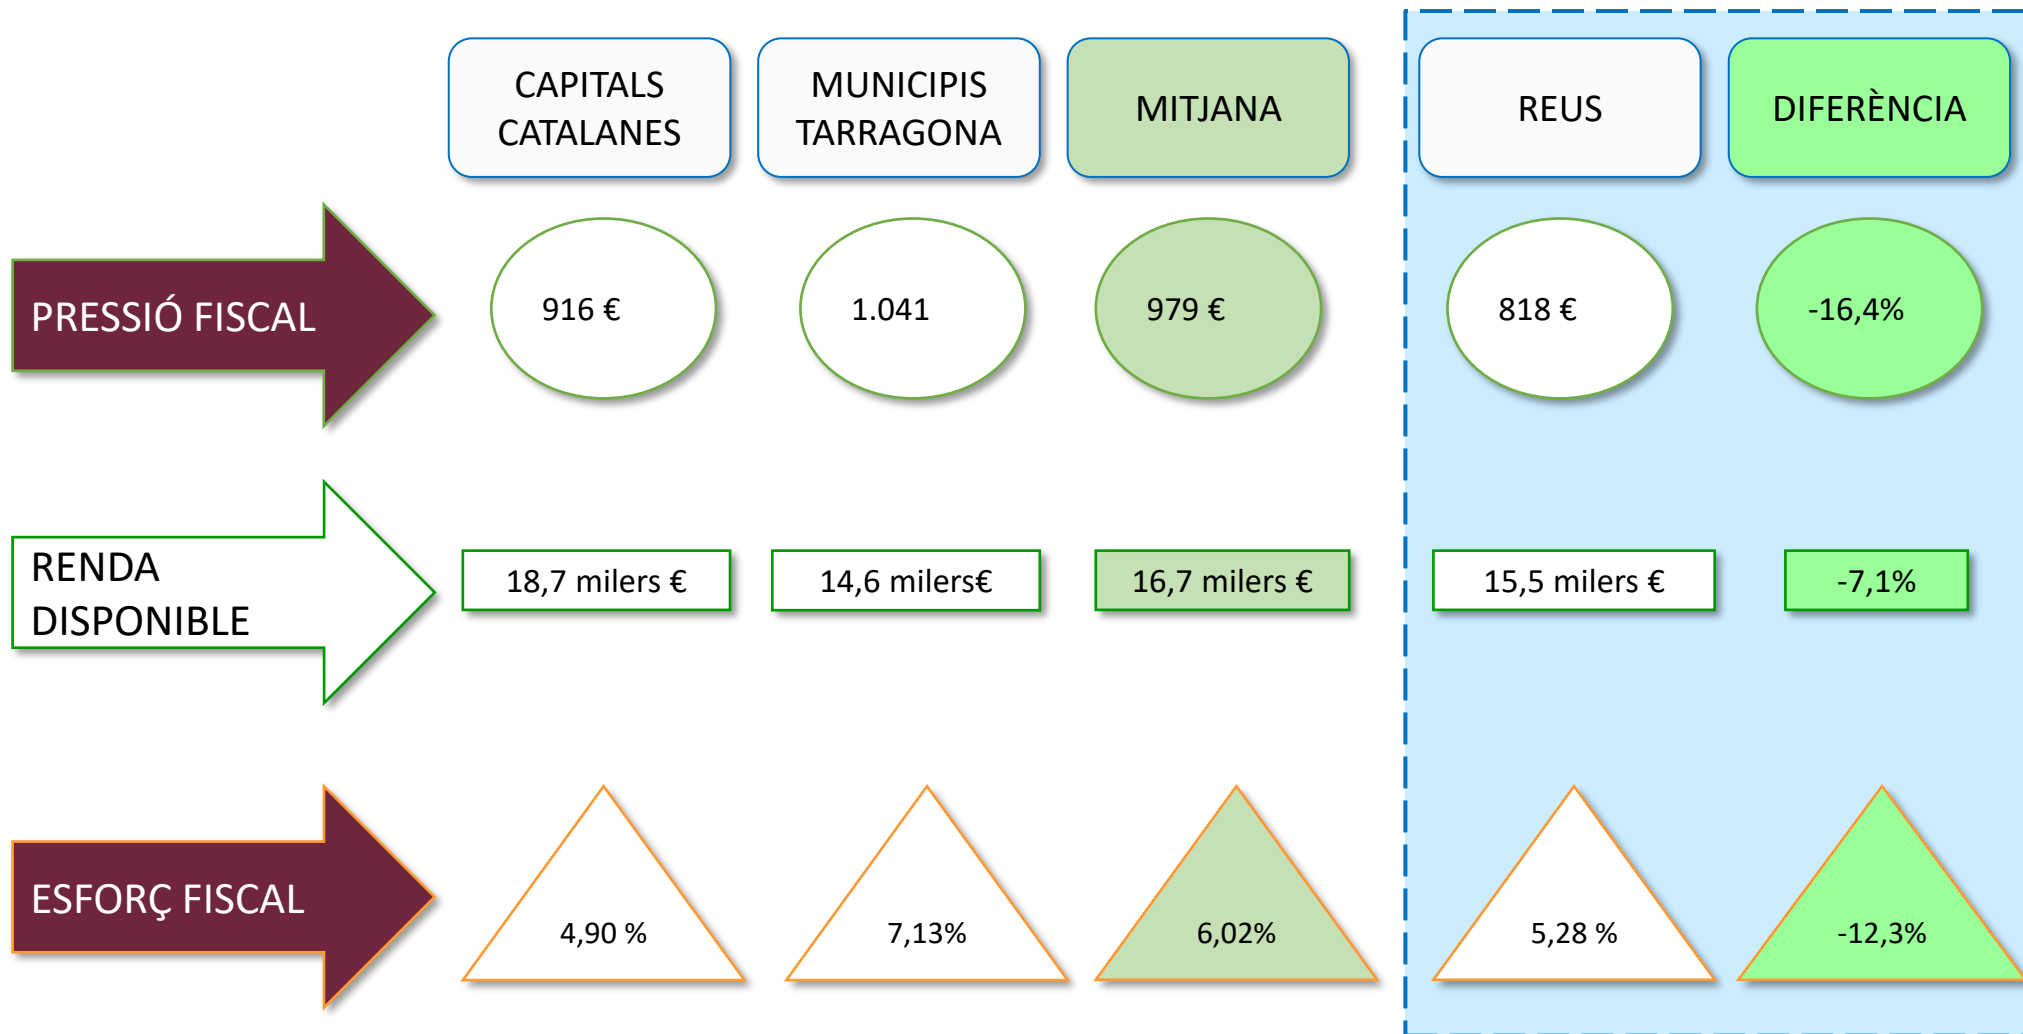 CAPITALS
CATALANES
MUNICIPIS
TARRAGONA
MITJANA
REUS
DIFERÈNCIA
PRESSIÓ FISCAL
916 €
1.041
979 €
818 €
-16,4%
RENDA
DISPONIBLE
18,7 milers €
14,6 milers€
16,7 milers €
15,5 milers €
-7,1%
ESFORÇ FISCAL
4,90 %
7,13%
6,02%
5,28 %
-12,3%